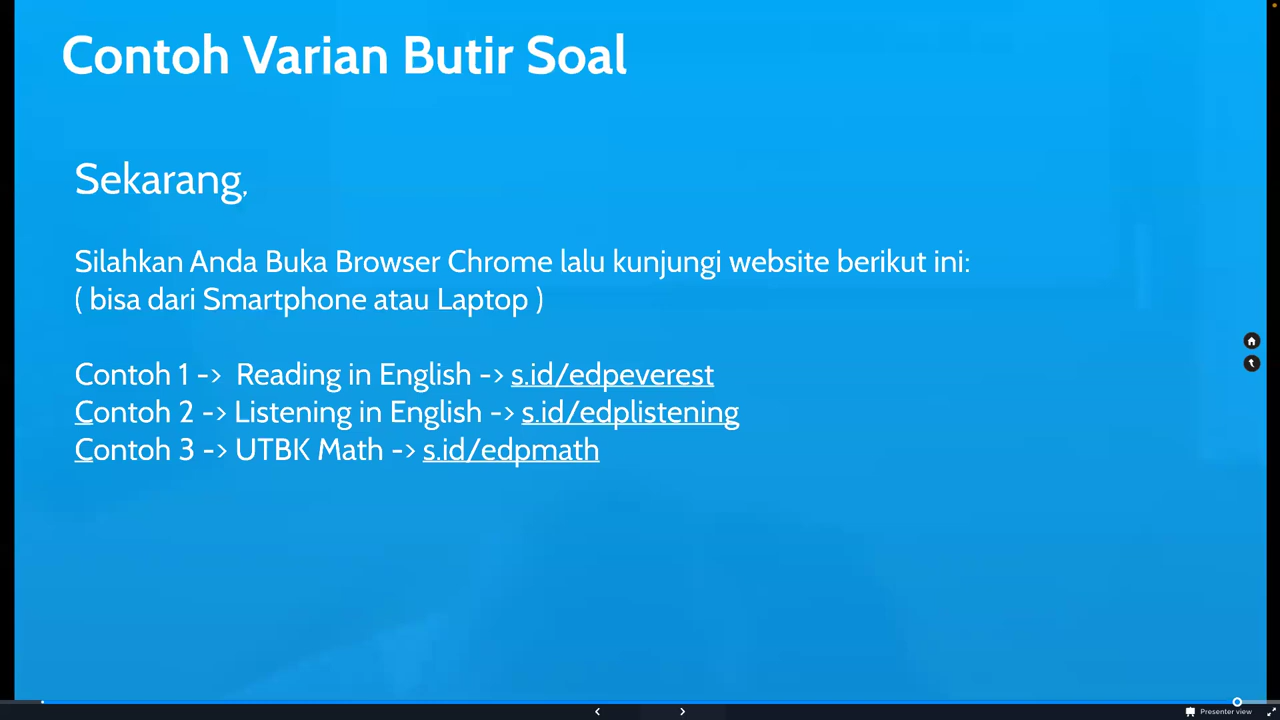 Contoh Varian Butir Soal
Sekarang,
Silahkan Anda Buka Browser Chrome lalu kunjungi website berikut ini:
( bisa dari Smartphone atau Laptop )
Contoh 1 -> Reading in English -> s.id/edpeverest
Contoh 2 -> Listening in English -> s.id/edplistening
Contoh 3 -> UTBK Math -> s.id/edpmath
Presenter view